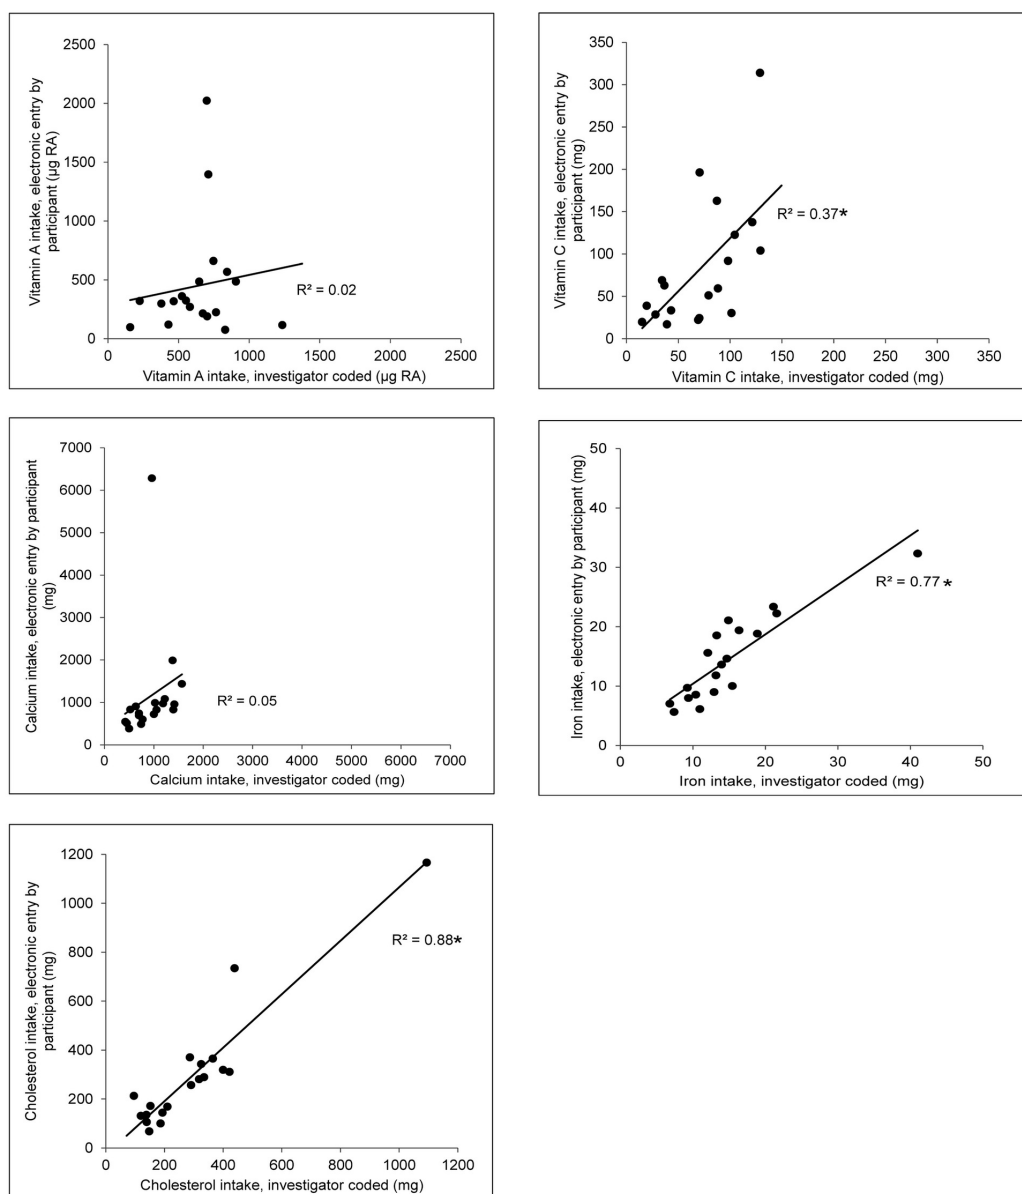 2500
2000
1500
1000
500
0
Vitamin A intake, electronic entry by
participant (µg RA)
R² = 0.02
0 500 1000 1500 2000 2500
Vitamin A intake, investigator coded (µg RA)
350
300
250
200
150
100
50
0
Vitamin C intake, electronic entry by
participant (mg)
R² = 0.37*
0 50 100 150 200 250 300 350
Vitamin C intake, investigator coded (mg)
7000
6000
5000
4000
3000
2000
1000
0
Calcium intake, electronic entry by participant
(mg)
R² = 0.05
0 1000 2000 3000 4000 5000 6000 7000
Calcium intake, investigator coded (mg)
50
40
30
20
10
0
Iron intake, electronic entry by participant (mg)
R² = 0.77*
0 10 20 30 40 50
Iron intake, investigator coded (mg)
1200
1000
800
600
400
200
0
Cholesterol intake, electronic entry by
participant (mg)
R² = 0.88*
0 200 400 600 800 1000 1200
Cholesterol intake, investigator coded (mg)